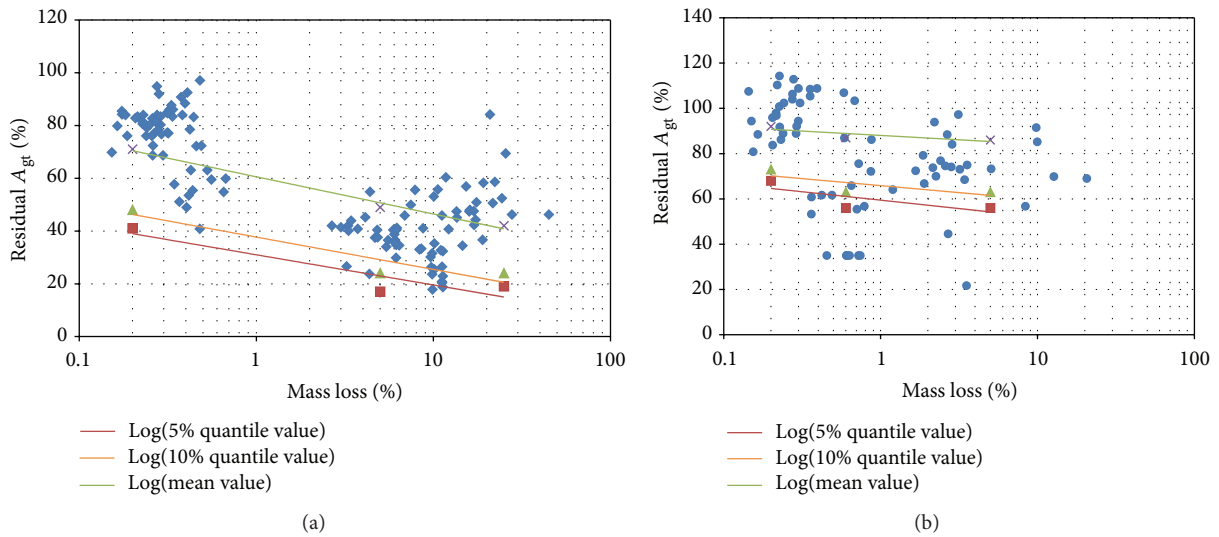 120
100
80
60
40
20
0
Residual A_gt (%)
0.1
1
10
100
Mass loss (%)
Log(5% quantile value)
Log(10% quantile value)
Log(mean value)
(a)
140
120
100
80
60
40
20
0
Residual A_gt (%)
0.1
1
10
100
Mass loss (%)
Log(5% quantile value)
Log(10% quantile value)
Log(mean value)
(b)